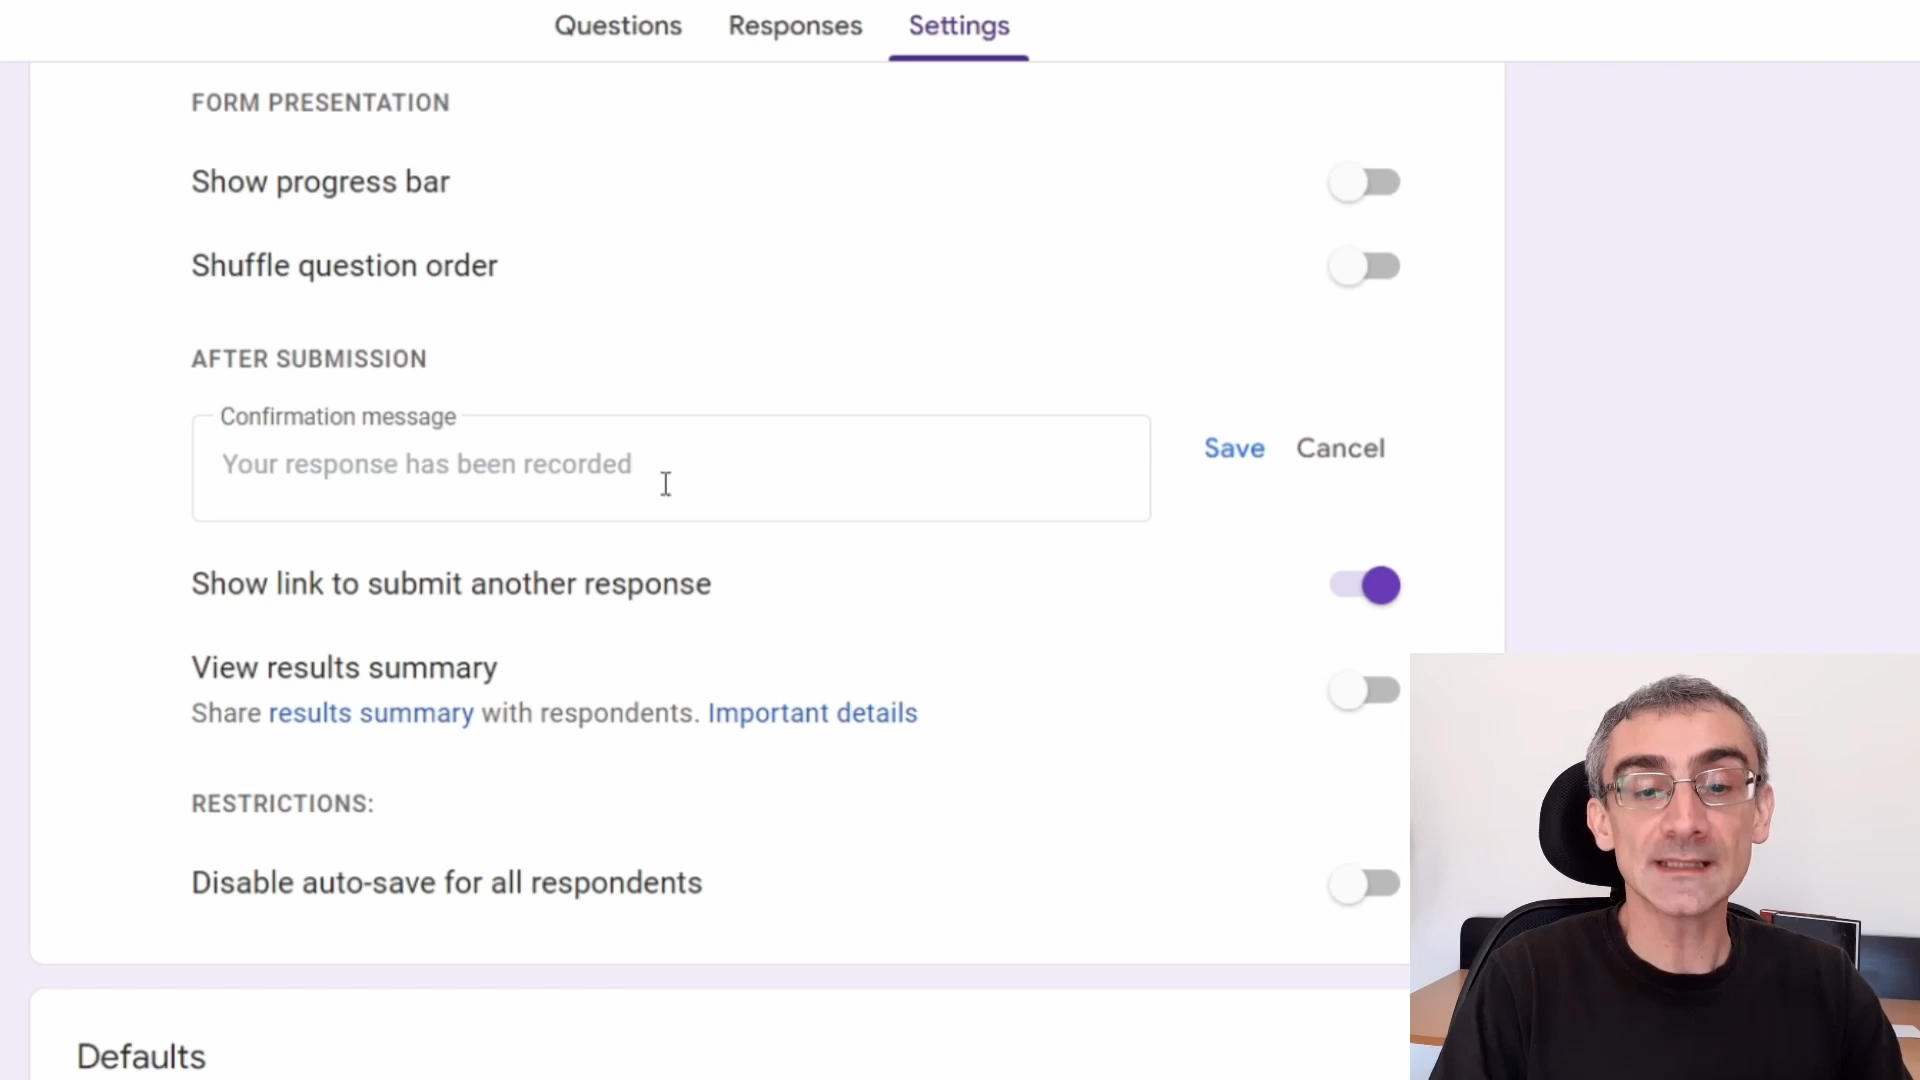 Questions Responses Settings
FORM PRESENTATION
Show progress bar
Shuffle question order
AFTER SUBMISSION
Confirmation message
Your response has been recorded
Save Cancel
Show link to submit another response
View results summary
Share results summary with respondents. Important details
RESTRICTIONS:
Disable auto-save for all respondents
Defaults